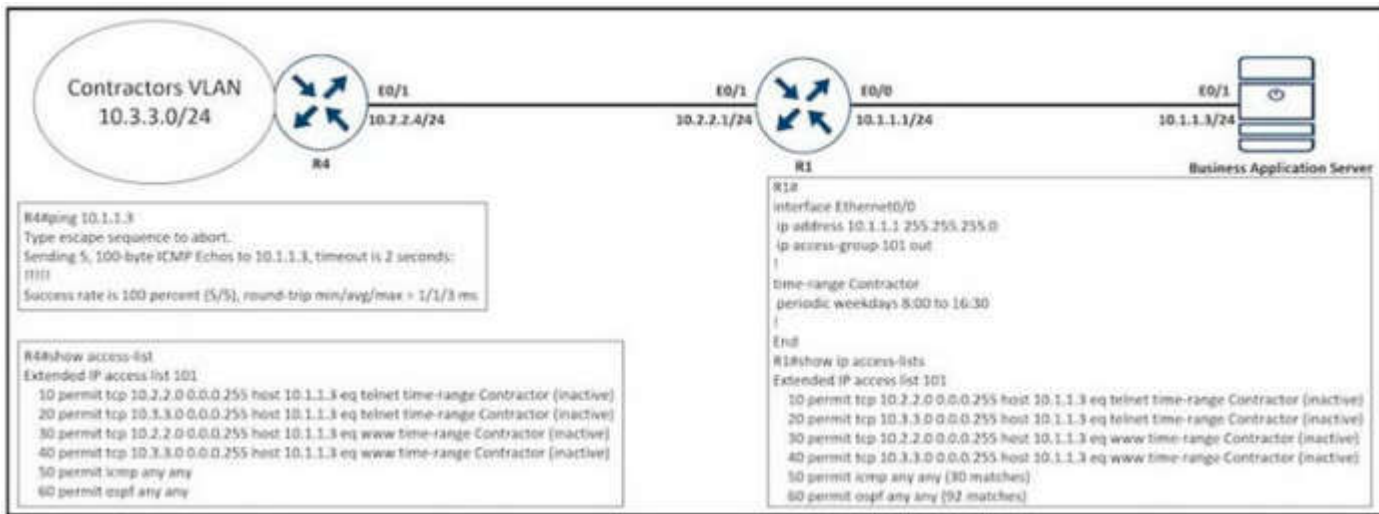 Contractors VLAN
10.3.3.0/24
E0/1
10.2.2.4/24
R4
E0/1
10.2.2.1/24
E0/0
10.1.1.1/24
R1
E0/1
10.1.1.3/24
Business Application Server
R4#ping 10.1.1.3
Type escape sequence to abort.
Sending 5, 100-byte ICMP Echos to 10.1.1.3, timeout is 2 seconds:
!!!!!
Success rate is 100 percent (5/5), round-trip min/avg/max = 1/1/3 ms
R4#show access-list
Extended IP access list 101
10 permit tcp 10.2.2.0 0.0.0.255 host 10.1.1.3 eq telnet time-range Contractor (inactive)
20 permit tcp 10.3.3.0 0.0.0.255 host 10.1.1.3 eq telnet time-range Contractor (inactive)
30 permit tcp 10.2.2.0 0.0.0.255 host 10.1.1.3 eq www time-range Contractor (inactive)
40 permit tcp 10.3.3.0 0.0.0.255 host 10.1.1.3 eq www time-range Contractor (inactive)
50 permit icmp any any
60 permit ospf any any
R1#
interface Ethernet0/0
ip address 10.1.1.1 255.255.255.0
ip access-group 101 out
!
time-range Contractor
periodic weekdays 8:00 to 16:30
!
End
R1#show ip access-lists
Extended IP access list 101
10 permit tcp 10.2.2.0 0.0.0.255 host 10.1.1.3 eq telnet time-range Contractor (inactive)
20 permit tcp 10.3.3.0 0.0.0.255 host 10.1.1.3 eq telnet time-range Contractor (inactive)
30 permit tcp 10.2.2.0 0.0.0.255 host 10.1.1.3 eq www time-range Contractor (inactive)
40 permit tcp 10.3.3.0 0.0.0.255 host 10.1.1.3 eq www time-range Contractor (inactive)
50 permit icmp any any (30 matches)
60 permit ospf any any (92 matches)